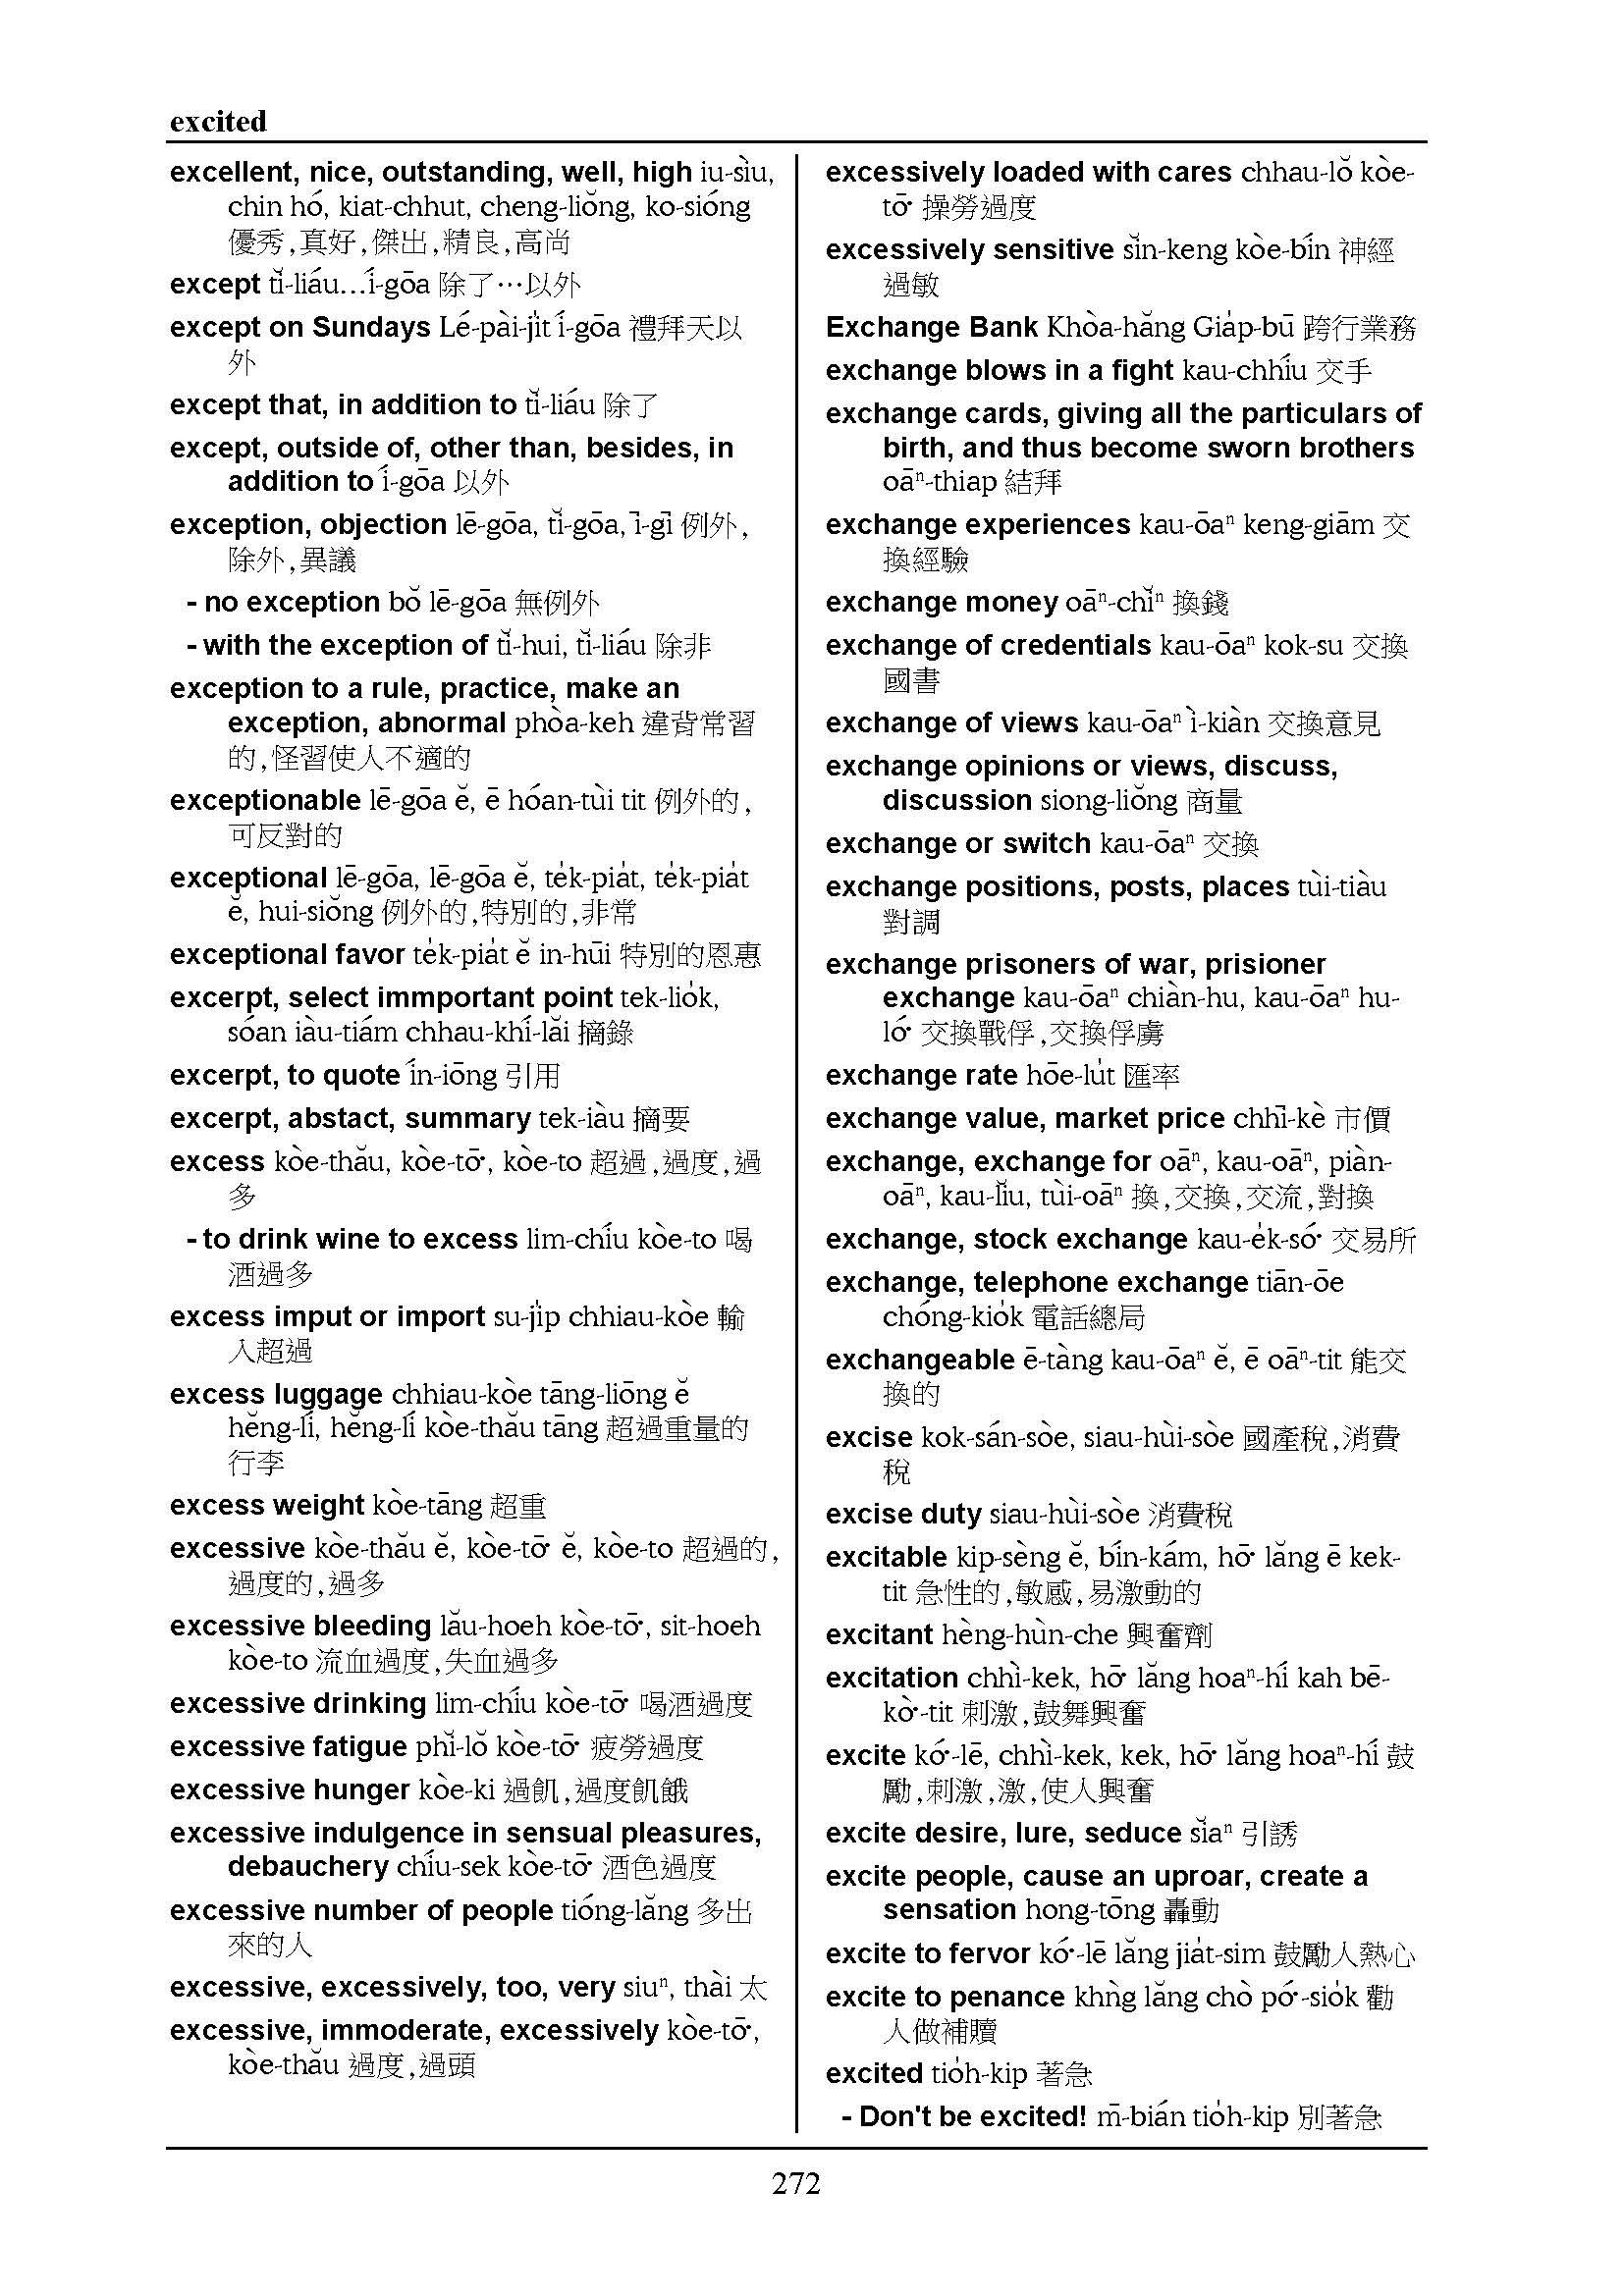 excited
excellent, nice, outstanding, well, high iu-sìu,
chin hó, kiat-chhut, cheng-liŏng, ko-sióng
優秀,真好,傑出,精良,高尚
except tĭ-liáu…í-gōa 除了…以外
except on Sundays Lé-pài-ji̍t í-gōa 禮拜天以
外
except that, in addition to tĭ-liáu 除了
except, outside of, other than, besides, in
addition to í-gōa 以外
exception, objection lē-gōa, tĭ-gōa, ī-gī 例外,
除外,異議
- no exception bŏ lē-gōa 無例外
- with the exception of tĭ-hui, tĭ-liáu 除非
exception to a rule, practice, make an
exception, abnormal phòa-keh 違背常習
的,怪習使人不適的
exceptionable lē-gōa ĕ, ē hóan-tùi tit 例外的,
可反對的
exceptional lē-gōa, lē-gōa ĕ, te̍k-pia̍t, te̍k-pia̍t
ĕ, hui-siŏng 例外的,特別的,非常
exceptional favor te̍k-pia̍t ĕ in-hūi 特別的恩惠
excerpt, select immportant point tek-lio̍k,
sóan iàu-tiám chhau-khí-lăi 摘錄
excerpt, to quote ín-iōng 引用
excerpt, abstact, summary tek-iàu 摘要
excess kòe-thău, kòe-tō͘, kòe-to 超過,過度,過
多
- to drink wine to excess lim-chíu kòe-to 喝
酒過多
excess imput or import su-ji̍p chhiau-kòe 輸
入超過
excess luggage chhiau-kòe tāng-liōng ĕ
hĕng-lí, hĕng-lí kòe-thău tāng 超過重量的
行李
excess weight kòe-tāng 超重
excessive kòe-thău ĕ, kòe-tō͘ ĕ, kòe-to 超過的,
過度的,過多
excessive bleeding lău-hoeh kòe-tō͘, sit-hoeh
kòe-to 流血過度,失血過多
excessive drinking lim-chíu kòe-tō͘ 喝酒過度
excessive fatigue phĭ-lŏ kòe-tō͘ 疲勞過度
excessive hunger kòe-ki 過飢,過度飢餓
excessive indulgence in sensual pleasures,
debauchery chíu-sek kòe-tō͘ 酒色過度
excessive number of people tióng-lăng 多出
來的人
excessive, excessively, too, very siuⁿ, thài 太
excessive, immoderate, excessively kòe-tō͘,
kòe-thău 過度,過頭
excessively loaded with cares chhau-lŏ kòe-
tō͘ 操勞過度
excessively sensitive sĭn-keng kòe-bín 神經
過敏
Exchange Bank Khòa-hăng Gia̍p-bū 跨行業務
exchange blows in a fight kau-chhíu 交手
exchange cards, giving all the particulars of
birth, and thus become sworn brothers
oāⁿ-thiap 結拜
exchange experiences kau-ōaⁿ keng-giām 交
換經驗
exchange money oāⁿ-chĭⁿ 換錢
exchange of credentials kau-ōaⁿ kok-su 交換
國書
exchange of views kau-ōaⁿ ì-kiàn 交換意見
exchange opinions or views, discuss,
discussion siong-liŏng 商量
exchange or switch kau-ōaⁿ 交換
exchange positions, posts, places tùi-tiàu
對調
exchange prisoners of war, prisioner
exchange kau-ōaⁿ chiàn-hu, kau-ōaⁿ hu-
ló͘ 交換戰俘,交換俘虜
exchange rate hōe-lu̍t 匯率
exchange value, market price chhī-kè 市價
exchange, exchange for oāⁿ, kau-oāⁿ, piàn-
oāⁿ, kau-lĭu, tùi-oāⁿ 換,交換,交流,對換
exchange, stock exchange kau-e̍k-só͘ 交易所
exchange, telephone exchange tiān-ōe
chóng-kio̍k 電話總局
exchangeable ē-tàng kau-ōaⁿ ĕ, ē oāⁿ-tit 能交
換的
excise kok-sán-sòe, siau-hùi-sòe 國產稅,消費
稅
excise duty siau-hùi-sòe 消費稅
excitable kip-sèng ĕ, bín-kám, hō͘ lăng ē kek-
tit 急性的,敏感,易激動的
excitant hèng-hùn-che 興奮劑
excitation chhì-kek, hō͘ lăng hoaⁿ-hí kah bē-
kò͘-tit 刺激,鼓舞興奮
excite kó͘-lē, chhì-kek, kek, hō͘ lăng hoaⁿ-hí 鼓
勵,刺激,激,使人興奮
excite desire, lure, seduce sĭaⁿ 引誘
excite people, cause an uproar, create a
sensation hong-tōng 轟動
excite to fervor kó͘-lē lăng jia̍t-sim 鼓勵人熱心
excite to penance khǹg lăng chò pó͘-sio̍k 勸
人做補贖
excited tio̍h-kip 著急
- Don't be excited! m̄-bián tio̍h-kip 別著急
272